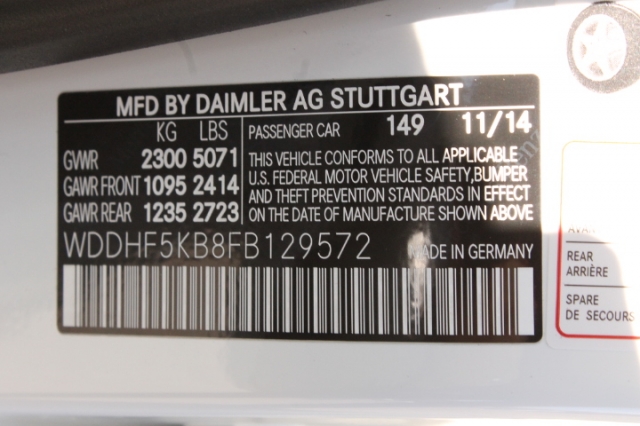 MFD BY DAIMLER AG STUTTGART
KG LBS PASSENGER CAR 149 11/14
GVWR 2300 5071
GAWR FRONT 1095 2414
GAWR REAR 1235 2723
THIS VEHICLE CONFORMS TO ALL APPLICABLE
U.S. FEDERAL MOTOR VEHICLE SAFETY,BUMPER
AND THEFT PREVENTION STANDARDS IN EFFECT
ON DATE OF MANUFACTURE SHOWN ABOVE
WDDHF5KB8FB129572 MADE IN GERMANY
REAR
ARRIÈRE
SPARE
DE SECOURS